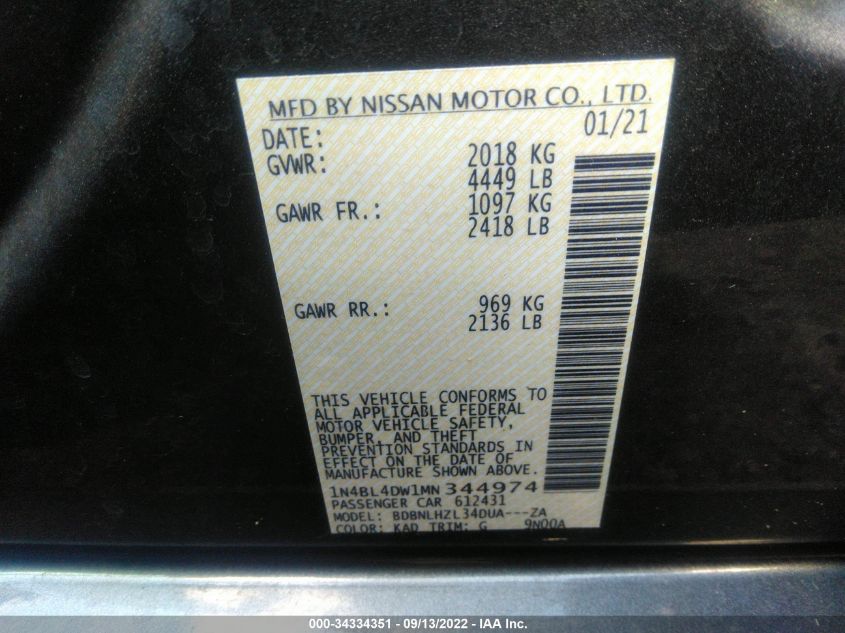 MFD BY NISSAN MOTOR CO., LTD.
DATE: 01/21
GVWR: 2018 KG
4449 LB
GAWR FR.: 1097 KG
2418 LB
GAWR RR.: 969 KG
2136 LB
THIS VEHICLE CONFORMS TO
ALL APPLICABLE FEDERAL
MOTOR VEHICLE SAFETY,
BUMPER, AND THEFT
PREVENTION STANDARDS IN
EFFECT ON THE DATE OF
MANUFACTURE SHOWN ABOVE.
1N4BL4DW1MN344974
PASSENGER CAR 612431
MODEL: BDBNLHZL34DUA---ZA
COLOR: KAD TRIM: G 9N00A
000-34334351 - 09/13/2022 - IAA Inc.